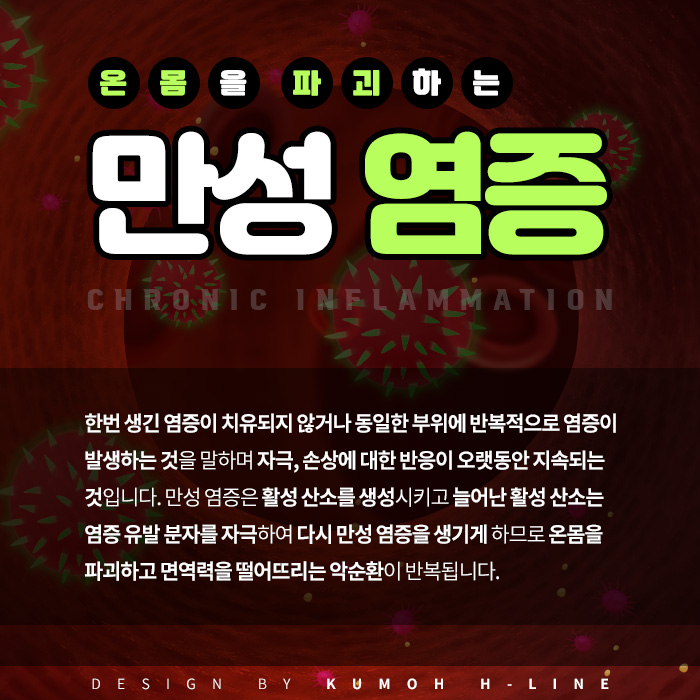 온몸을 파괴하는
만성 염증
CHRONIC INFLAMMATION
한번 생긴 염증이 치유되지 않거나 동일한 부위에 반복적으로 염증이
발생하는 것을 말하며 자극, 손상에 대한 반응이 오랫동안 지속되는
것입니다. 만성 염증은 활성 산소를 생성시키고 늘어난 활성 산소는
염증 유발 분자를 자극하여 다시 만성 염증을 생기게 하므로 온몸을
파괴하고 면역력을 떨어뜨리는 악순환이 반복됩니다.
DESIGN BY KUMOH H-LINE